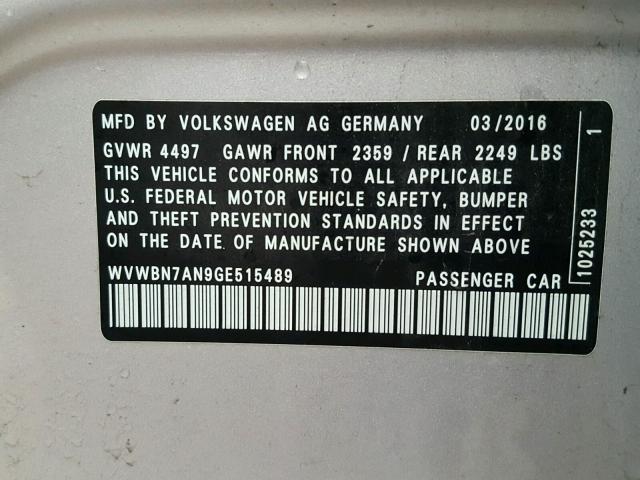 MFD BY VOLKSWAGEN AG GERMANY 03/2016
GVWR 4497 GAWR FRONT 2359 / REAR 2249 LBS
THIS VEHICLE CONFORMS TO ALL APPLICABLE
U.S. FEDERAL MOTOR VEHICLE SAFETY, BUMPER
AND THEFT PREVENTION STANDARDS IN EFFECT
ON THE DATE OF MANUFACTURE SHOWN ABOVE
WVWBN7AN9GE515489 PASSENGER CAR
1025233 1